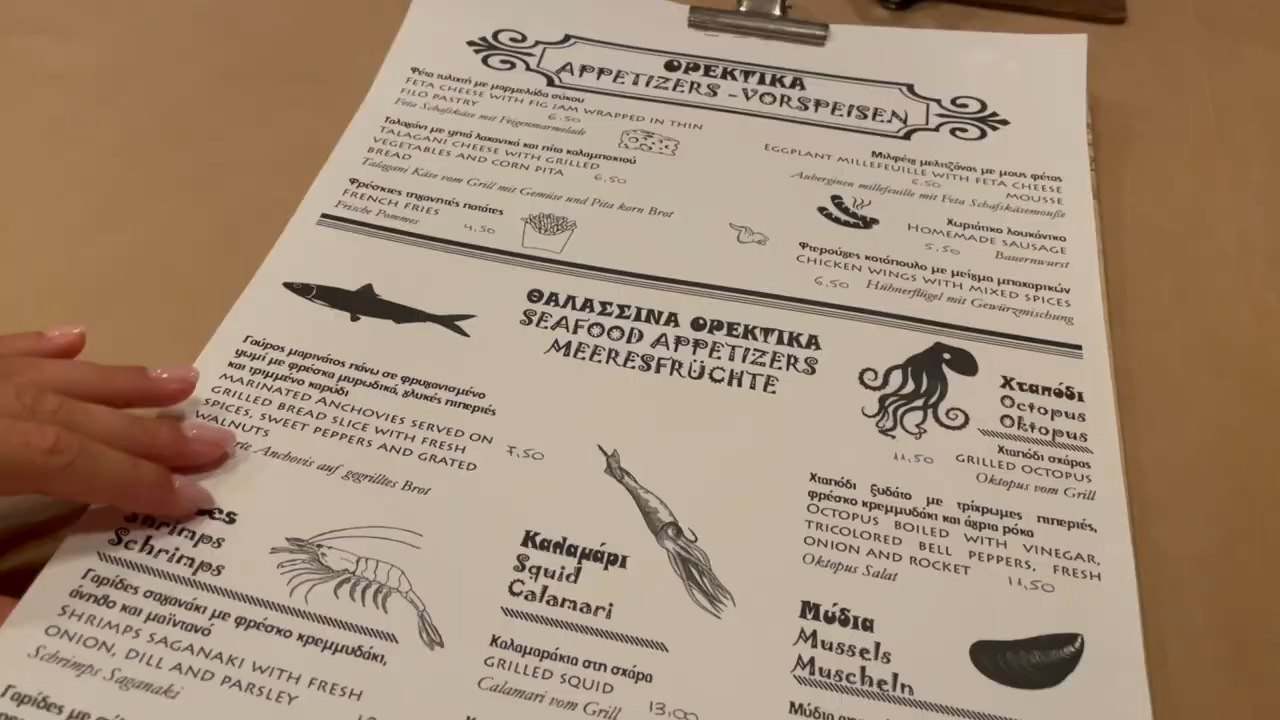 ΟΡΕΚΤΙΚΑ
APPETIZERS - VORSPEISEN
Φέτα τυλιχτή με μαρμελάδα σύκου
FETA CHEESE WITH FIG JAM WRAPPED IN THIN
FILO PASTRY
6.50
Feta Schafskäse mit Feigenmarmelade
Ταλαγάνι με ψητά λαχανικά και πίτα καλαμποκιού
TALAGANI CHEESE WITH GRILLED
VEGETABLES AND CORN PITA
BREAD
6,50
Talagani Käse vom Grill mit Gemüse und Pita korn Brot
Φρέσκιες τηγανητές πατάτες
FRENCH FRIES
Frische Pommes
4,50
Μιλφέιγ μελιτζάνας με μους φέτας
EGGPLANT MILLEFEUILLE WITH FETA CHEESE
6,50
MOUSSE
Auberginen millefeuille mit Feta Schafskäsemouße
Χωριάτικο λουκάνικο
HOMEMADE SAUSAGE
5,50
Bauernwurst
Φτερούγες κοτόπουλο με μείγμα μπαχαρικών
CHICKEN WINGS WITH MIXED SPICES
6.50 Hühnerflügel mit Gewürzmischung
ΘΑΛΑΣΣΙΝΑ ΟΡΕΚΤΙΚΑ
SEAFOOD APPETIZERS
MEERESFRÜCHTE
Γαύρος μαρινάτος πάνω σε φρυγανισμένο
ψωμί με φρέσκα μυρωδικά, γλυκές πιπεριές
και τριμμένο καρύδι
MARINATED ANCHOVIES SERVED ON
GRILLED BREAD SLICE WITH FRESH
SPICES, SWEET PEPPERS AND GRATED
WALNUTS
7,50
Anchovis auf gegrilltes Brot
Shrimps
Schrimps
Γαρίδες σαγανάκι με φρέσκο κρεμμυδάκι,
άνηθο και μαϊντανό
SHRIMPS SAGANAKI WITH FRESH
ONION, DILL AND PARSLEY
Schrimps Saganaki
Γαρίδες με
Καλαμάρι
Squid
Calamari
Καλαμαράκια στη σχάρα
GRILLED SQUID
Calamari vom Grill
13,00
Χταπόδι
Octopus
Oktopus
Χταπόδι σχάρας
11,50
GRILLED OCTOPUS
Oktopus vom Grill
Χταπόδι ξυδάτο με τρίχρωμες πιπεριές,
φρέσκο κρεμμυδάκι και άγρια ρόκα
OCTOPUS BOILED WITH VINEGAR,
TRICOLORED BELL PEPPERS, FRESH
ONION AND ROCKET
11,50
Oktopus Salat
Μύδια
Mussels
Muscheln
Μύδια